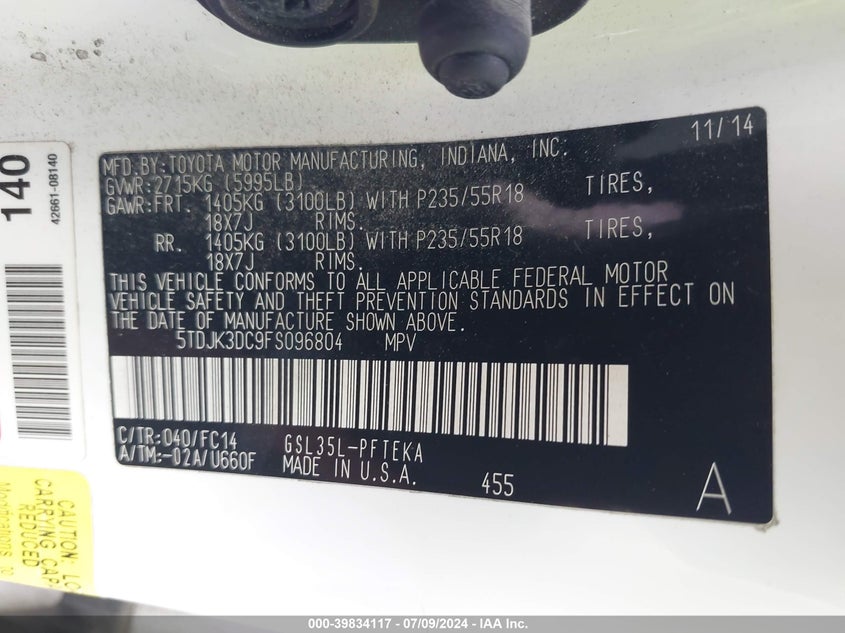 11/14
MFD.BY:TOYOTA MOTOR MANUFACTURING, INDIANA, INC.
GVWR:2715KG (5995LB)
GAWR:FRT. 1405KG (3100LB) WITH P235/55R18 TIRES,
18X7J RIMS.
RR. 1405KG (3100LB) WITH P235/55R18 TIRES,
18X7J RIMS.
THIS VEHICLE CONFORMS TO ALL APPLICABLE FEDERAL MOTOR
VEHICLE SAFETY AND THEFT PREVENTION STANDARDS IN EFFECT ON
THE DATE OF MANUFACTURE SHOWN ABOVE.
5TDJK3DC9FS096804 MPV
C/TR:040/FC14 GSL35L-PFTEKA
A/TM:-02A/U660F MADE IN U.S.A.
455
A
140
42661-08140
CAUTION:
CARRYING
REDUCED
Modifications to
000-39834117 / 07/09/2024 - IAA Inc.